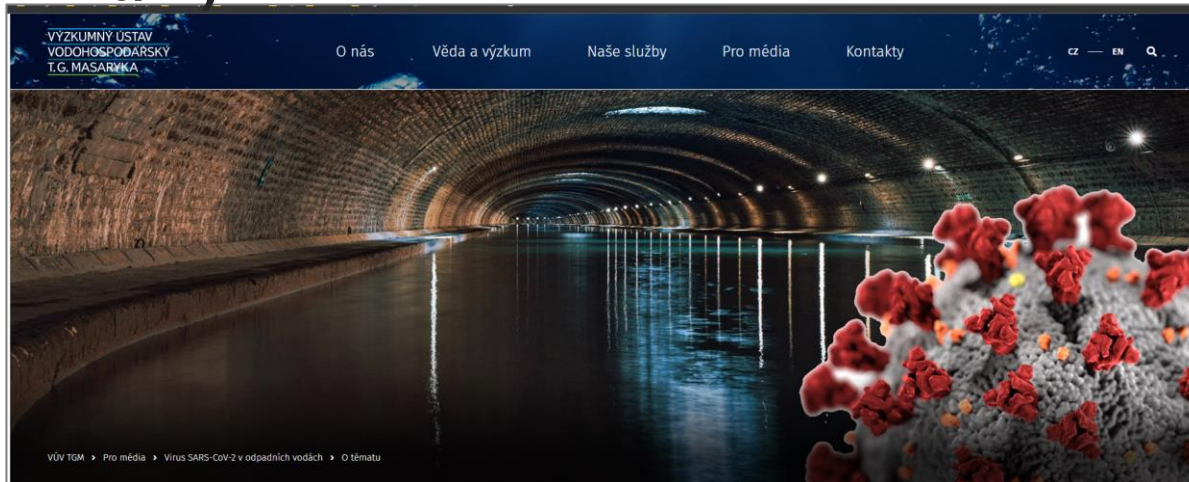 VÝZKUMNÝ ÚSTAV
VODOHOSPODÁŘSKÝ
T. G. MASARYKA
O nás Věda a výzkum Naše služby Pro média Kontakty
CZ — EN
VÚV TGM > Pro média > Virus SARS-CoV-2 v odpadních vodách > O tématu